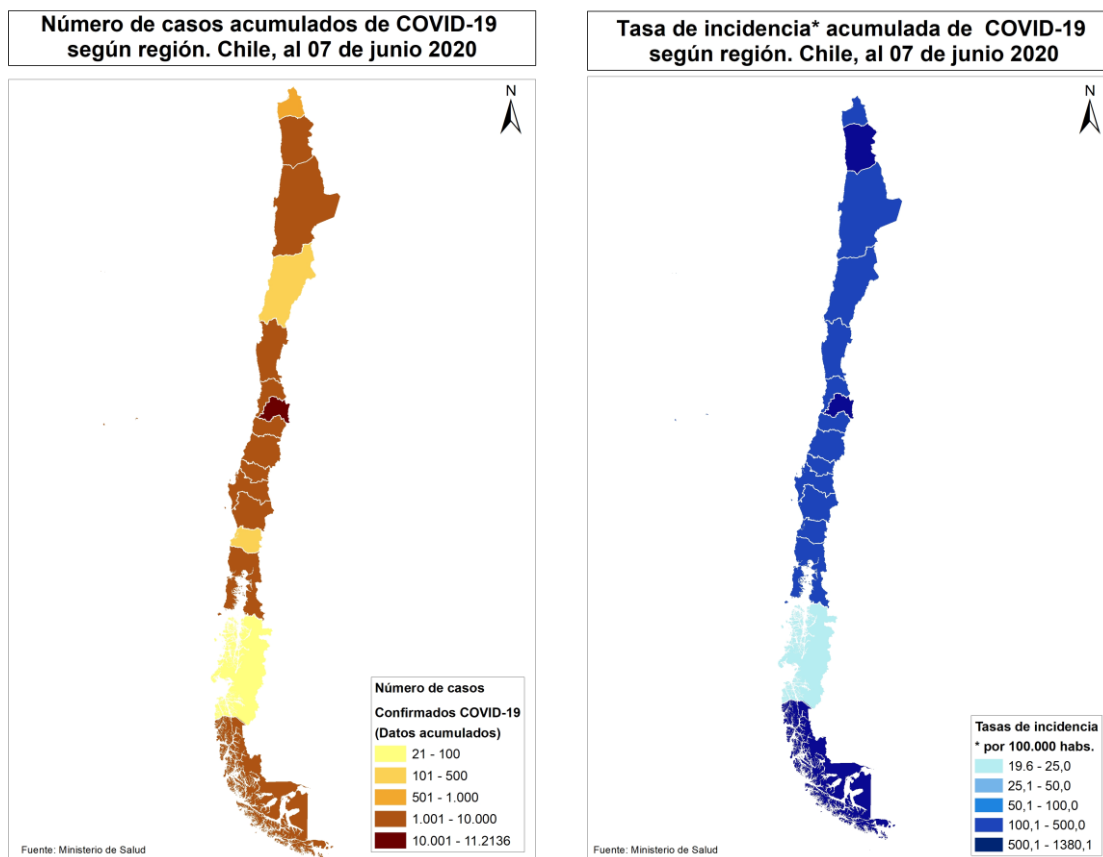 Número de casos acumulados de COVID-19
según región. Chile, al 07 de junio 2020
N
Número de casos
Confirmados COVID-19
(Datos acumulados)
21 - 100
101 - 500
501 - 1.000
1.001 - 10.000
10.001 - 11.2136
Fuente: Ministerio de Salud
Tasa de incidencia* acumulada de COVID-19
según región. Chile, al 07 de junio 2020
N
Tasas de incidencia
* por 100.000 habs.
19.6 - 25,0
25,1 - 50,0
50,1 - 100,0
100,1 - 500,0
500,1 - 1380,1
Fuente: Ministerio de Salud